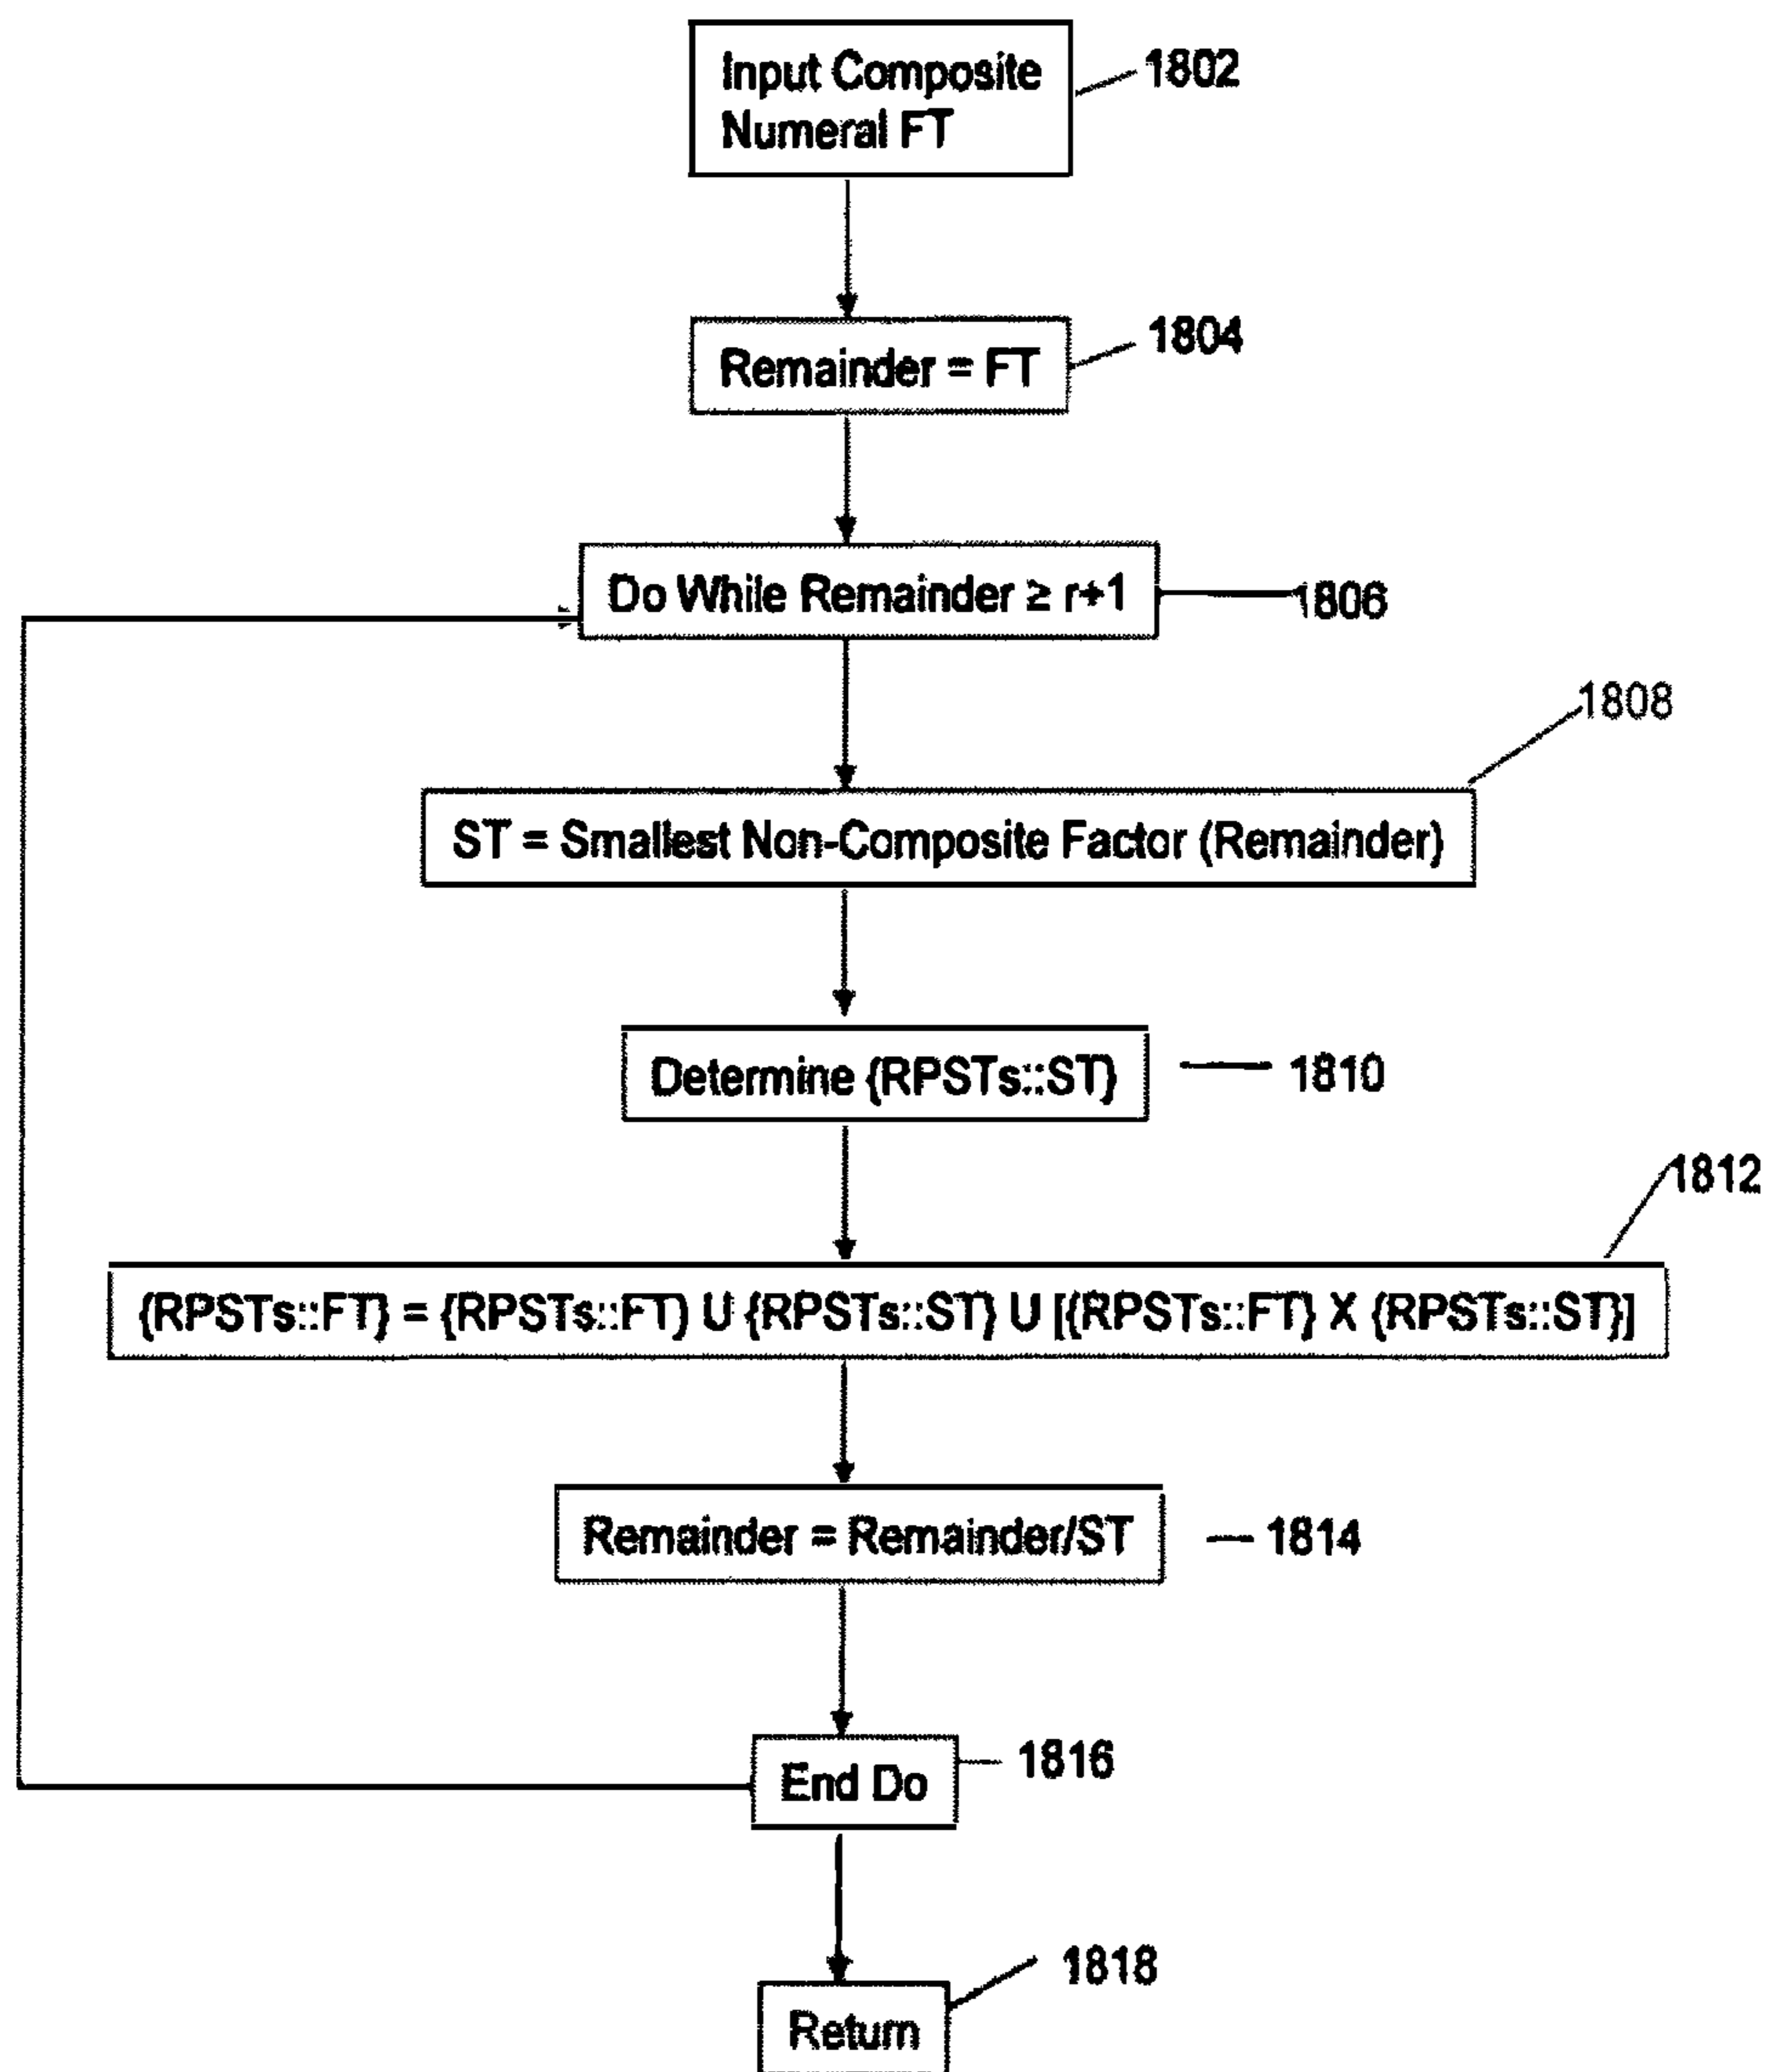 Input Composite
Numeral FT
1802
Remainder = FT
1804
Do While Remainder ≥ r+1
1806
1808
ST = Smallest Non-Composite Factor (Remainder)
Determine {RPSTs::ST}
1810
1812
{RPSTs::FT} = {RPSTs::FT} U {RPSTs::ST} U [{RPSTs::FT} X {RPSTs::ST}]
Remainder = Remainder/ST
1814
End Do
1816
Return
1818